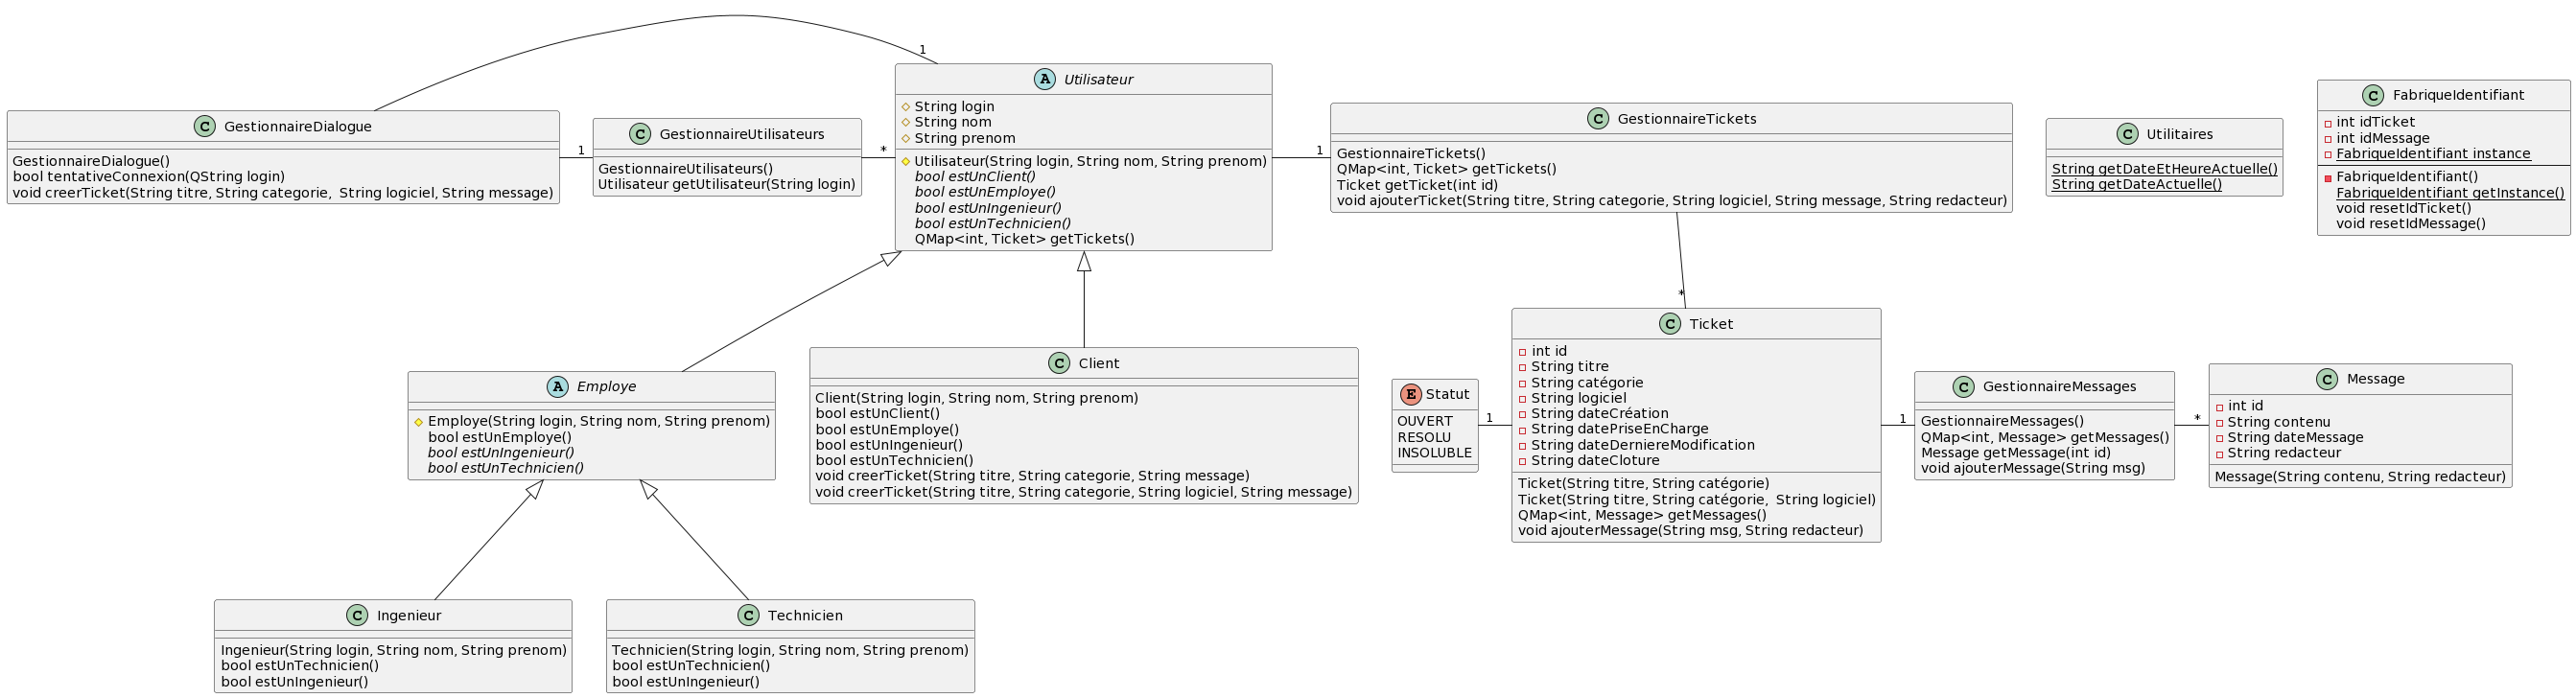 C GestionnaireDialogue
GestionnaireDialogue()
bool tentativeConnexion(QString login)
void creerTicket(String titre, String categorie,  String logiciel, String message)
1
1
C GestionnaireUtilisateurs
GestionnaireUtilisateurs()
Utilisateur getUtilisateur(String login)
*
A Utilisateur
String login
String nom
String prenom
Utilisateur(String login, String nom, String prenom)
bool estUnClient()
bool estUnEmploye()
bool estUnIngenieur()
bool estUnTechnicien()
QMap<int, Ticket> getTickets()
1
C GestionnaireTickets
GestionnaireTickets()
QMap<int, Ticket> getTickets()
Ticket getTicket(int id)
void ajouterTicket(String titre, String categorie, String logiciel, String message, String redacteur)
*
C Utilitaires
String getDateEtHeureActuelle()
String getDateActuelle()
C FabriqueIdentifiant
int idTicket
int idMessage
FabriqueIdentifiant instance
FabriqueIdentifiant()
FabriqueIdentifiant getInstance()
void resetIdTicket()
void resetIdMessage()
A Employe
Employe(String login, String nom, String prenom)
bool estUnEmploye()
bool estUnIngenieur()
bool estUnTechnicien()
C Client
Client(String login, String nom, String prenom)
bool estUnClient()
bool estUnEmploye()
bool estUnIngenieur()
bool estUnTechnicien()
void creerTicket(String titre, String categorie, String message)
void creerTicket(String titre, String categorie, String logiciel, String message)
E Statut
OUVERT
RESOLU
INSOLUBLE
1
C Ticket
int id
String titre
String catégorie
String logiciel
String dateCréation
String datePriseEnCharge
String dateDerniereModification
String dateCloture
Ticket(String titre, String catégorie)
Ticket(String titre, String catégorie,  String logiciel)
QMap<int, Message> getMessages()
void ajouterMessage(String msg, String redacteur)
1
C GestionnaireMessages
GestionnaireMessages()
QMap<int, Message> getMessages()
Message getMessage(int id)
void ajouterMessage(String msg)
*
C Message
int id
String contenu
String dateMessage
String redacteur
Message(String contenu, String redacteur)
C Ingenieur
Ingenieur(String login, String nom, String prenom)
bool estUnTechnicien()
bool estUnIngenieur()
C Technicien
Technicien(String login, String nom, String prenom)
bool estUnTechnicien()
bool estUnIngenieur()